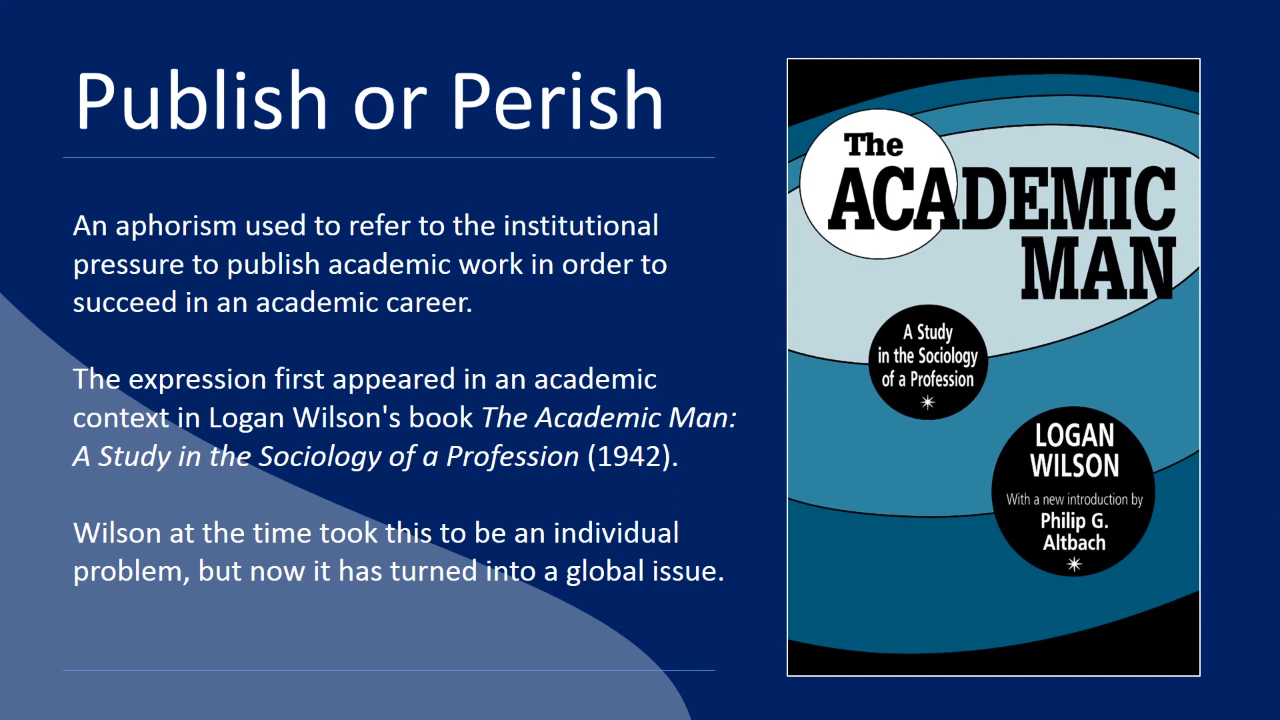 Publish or Perish
An aphorism used to refer to the institutional
pressure to publish academic work in order to
succeed in an academic career.
The expression first appeared in an academic
context in Logan Wilson's book The Academic Man:
A Study in the Sociology of a Profession (1942).
Wilson at the time took this to be an individual
problem, but now it has turned into a global issue.
The
ACADEMIC
MAN
A Study
in the Sociology
of a Profession
LOGAN
WILSON
With a new introduction by
Philip G.
Altbach